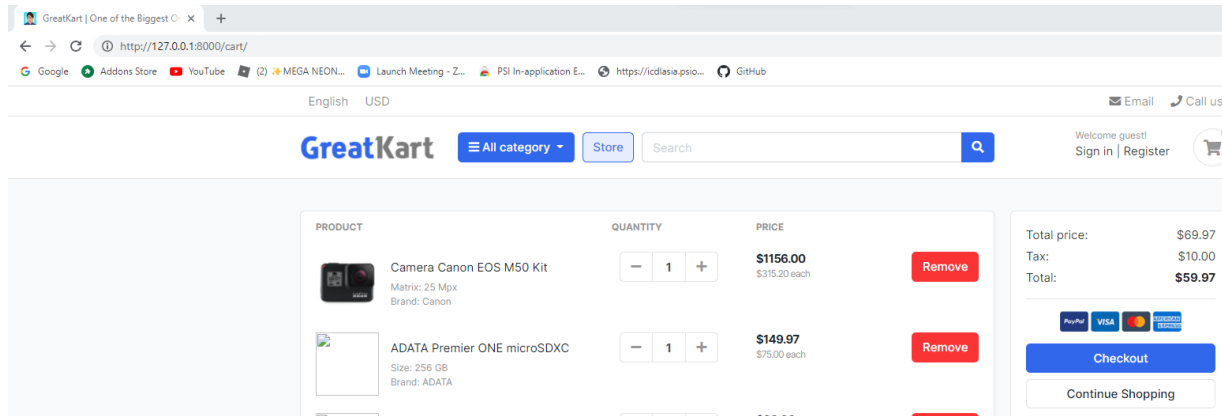 GreatKart | One of the Biggest O
http://127.0.0.1:8000/cart/
Google Addons Store YouTube (2) ✨ MEGA NEON... Launch Meeting - Z... PSI In-application E... https://icdlasia.psio... GitHub
English USD Email Call us
GreatKart All category Store Search Welcome guest!
Sign in | Register
PRODUCT QUANTITY PRICE
Camera Canon EOS M50 Kit
Matrix: 25 Mpx
Brand: Canon
− 1 +
$1156.00
$315.20 each
Remove
ADATA Premier ONE microSDXC
Size: 256 GB
Brand: ADATA
− 1 +
$149.97
$75.00 each
Remove
Total price: $69.97
Tax: $10.00
Total: $59.97
PayPal VISA
Checkout
Continue Shopping